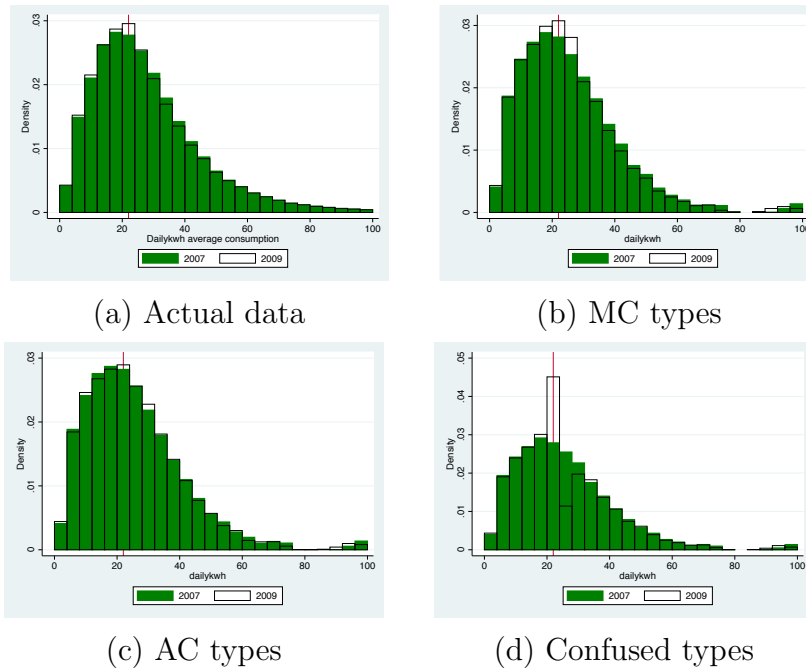 .03
.02
.01
0
Density
0 20 40 60 80 100
Dailykwh average consumption
2007 2009
(a) Actual data
.03
.02
.01
0
Density
0 20 40 60 80 100
dailykwh
2007 2009
(b) MC types
.03
.02
.01
0
Density
0 20 40 60 80 100
dailykwh
2007 2009
(c) AC types
.05
.04
.03
.02
.01
0
Density
0 20 40 60 80 100
dailykwh
2007 2009
(d) Confused types